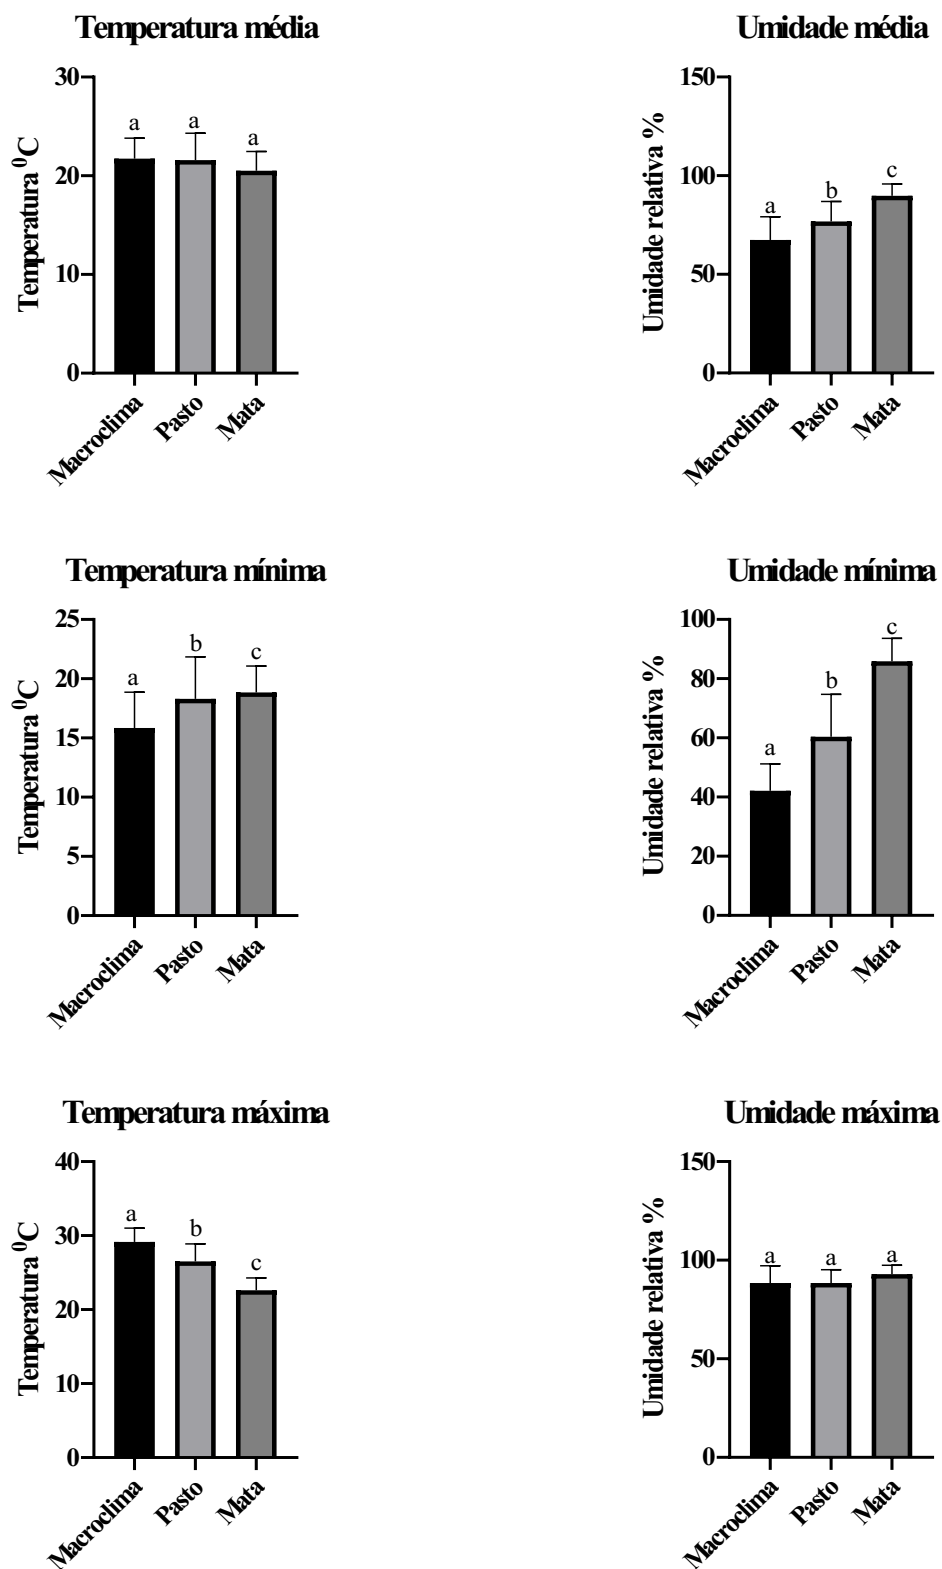 Temperatura média
30
20
10
0
Temperatura ⁰C
a
a
a
Macroclima
Pasto
Mata
Umidade média
150
100
50
0
Umidade relativa %
a
b
c
Macroclima
Pasto
Mata
Temperatura mínima
25
20
15
10
5
0
Temperatura ⁰C
a
b
c
Macroclima
Pasto
Mata
Umidade mínima
100
80
60
40
20
0
Umidade relativa %
a
b
c
Macroclima
Pasto
Mata
Temperatura máxima
40
30
20
10
0
Temperatura ⁰C
a
b
c
Macroclima
Pasto
Mata
Umidade máxima
150
100
50
0
Umidade relativa %
a
a
a
Macroclima
Pasto
Mata